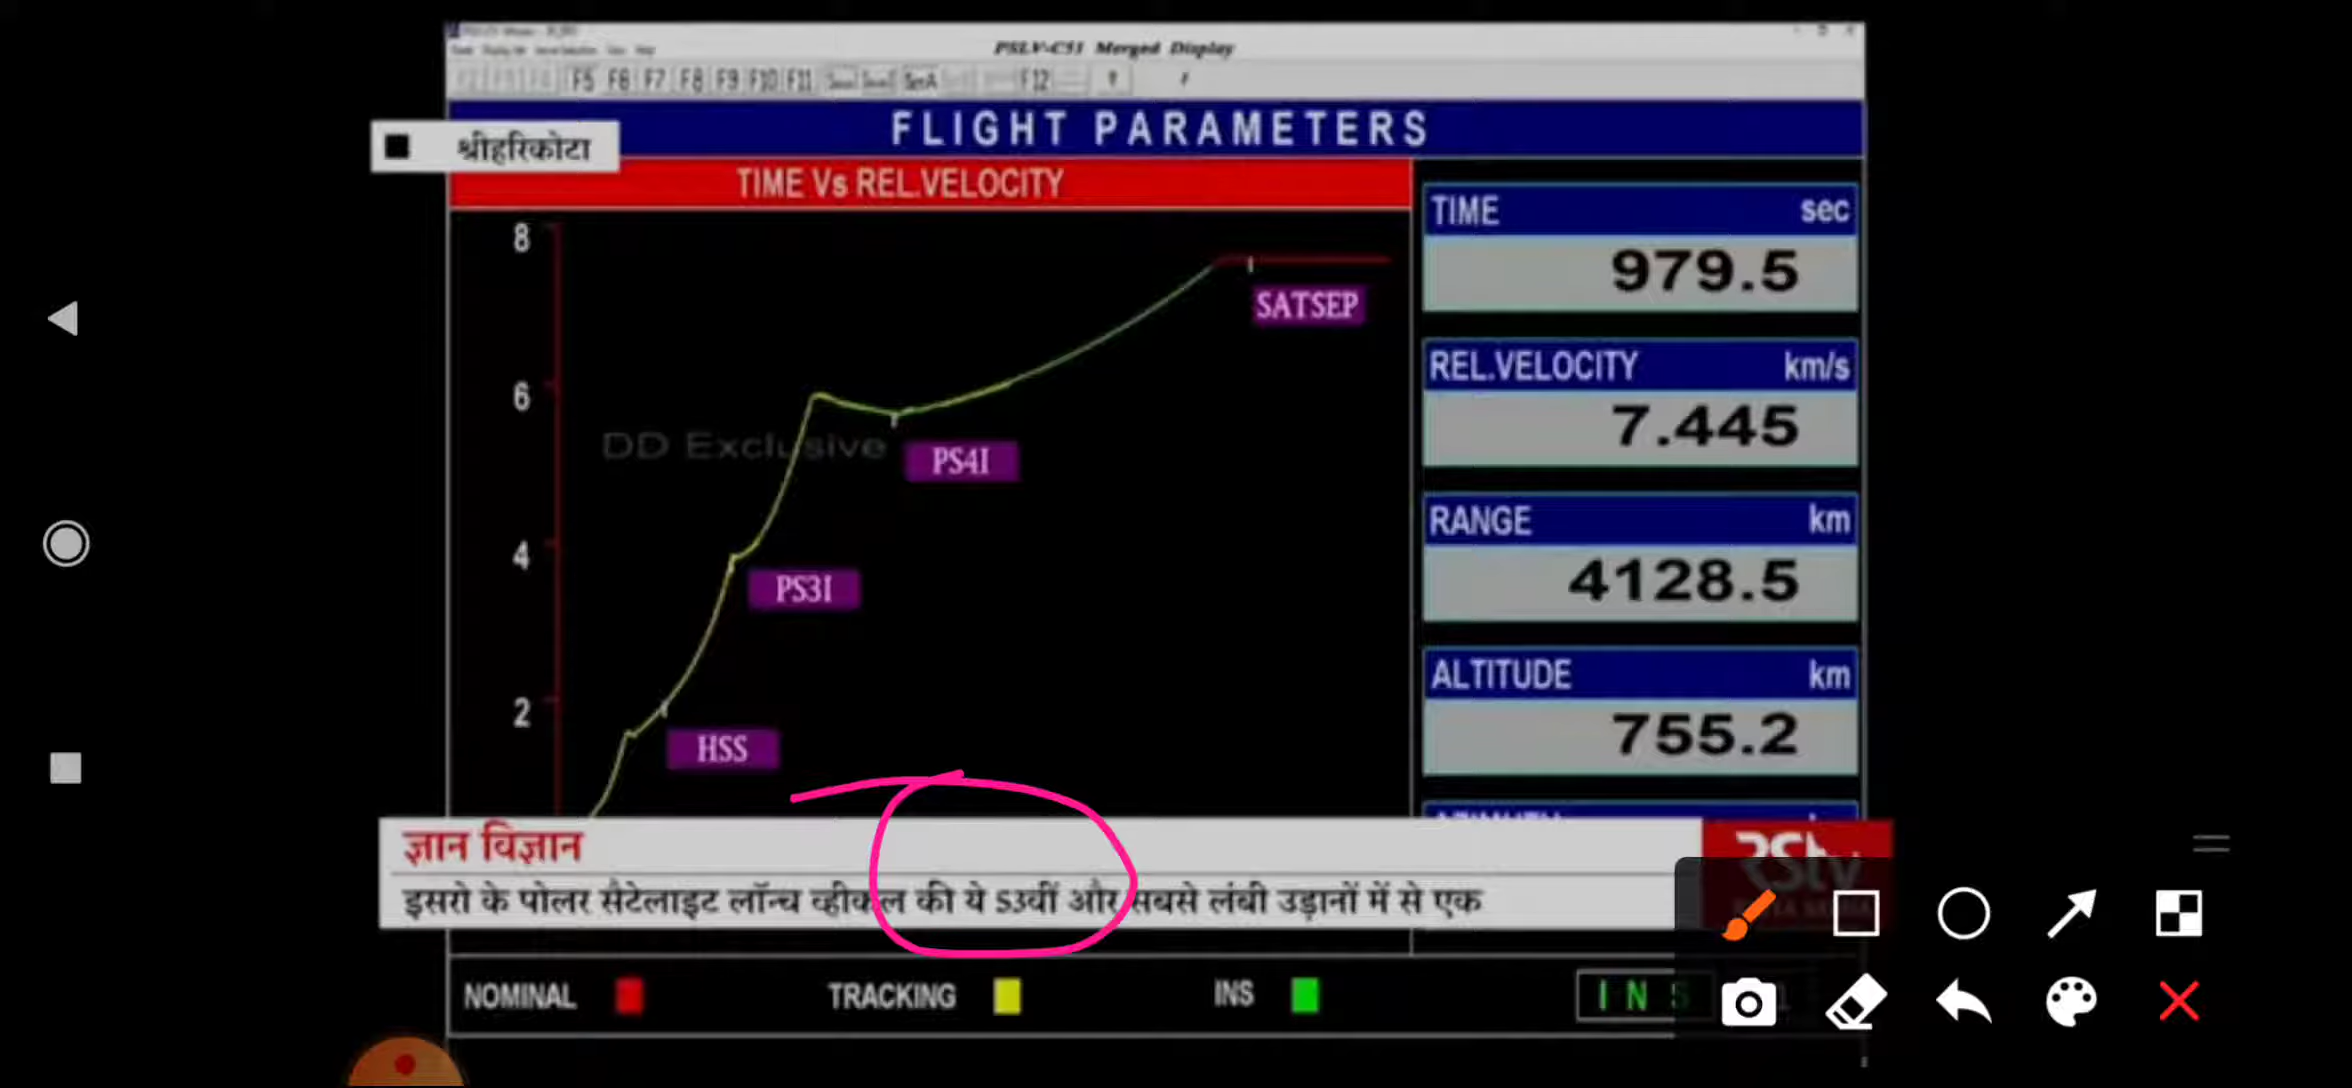 PSLV-C51 Merged Display
F5 F6 F7 F8 F9 F10 F11 SerA F12
FLIGHT PARAMETERS
श्रीहरिकोटा
TIME Vs REL.VELOCITY
8
6
4
2
SATSEP
PS4I
PS3I
HSS
DD Exclusive
TIME sec
979.5
REL.VELOCITY km/s
7.445
RANGE km
4128.5
ALTITUDE km
755.2
ज्ञान विज्ञान
इसरो के पोलर सैटेलाइट लॉन्च व्हीकल की ये 53वीं और सबसे लंबी उड़ानों में से एक
RStv
NOMINAL TRACKING INS
INS